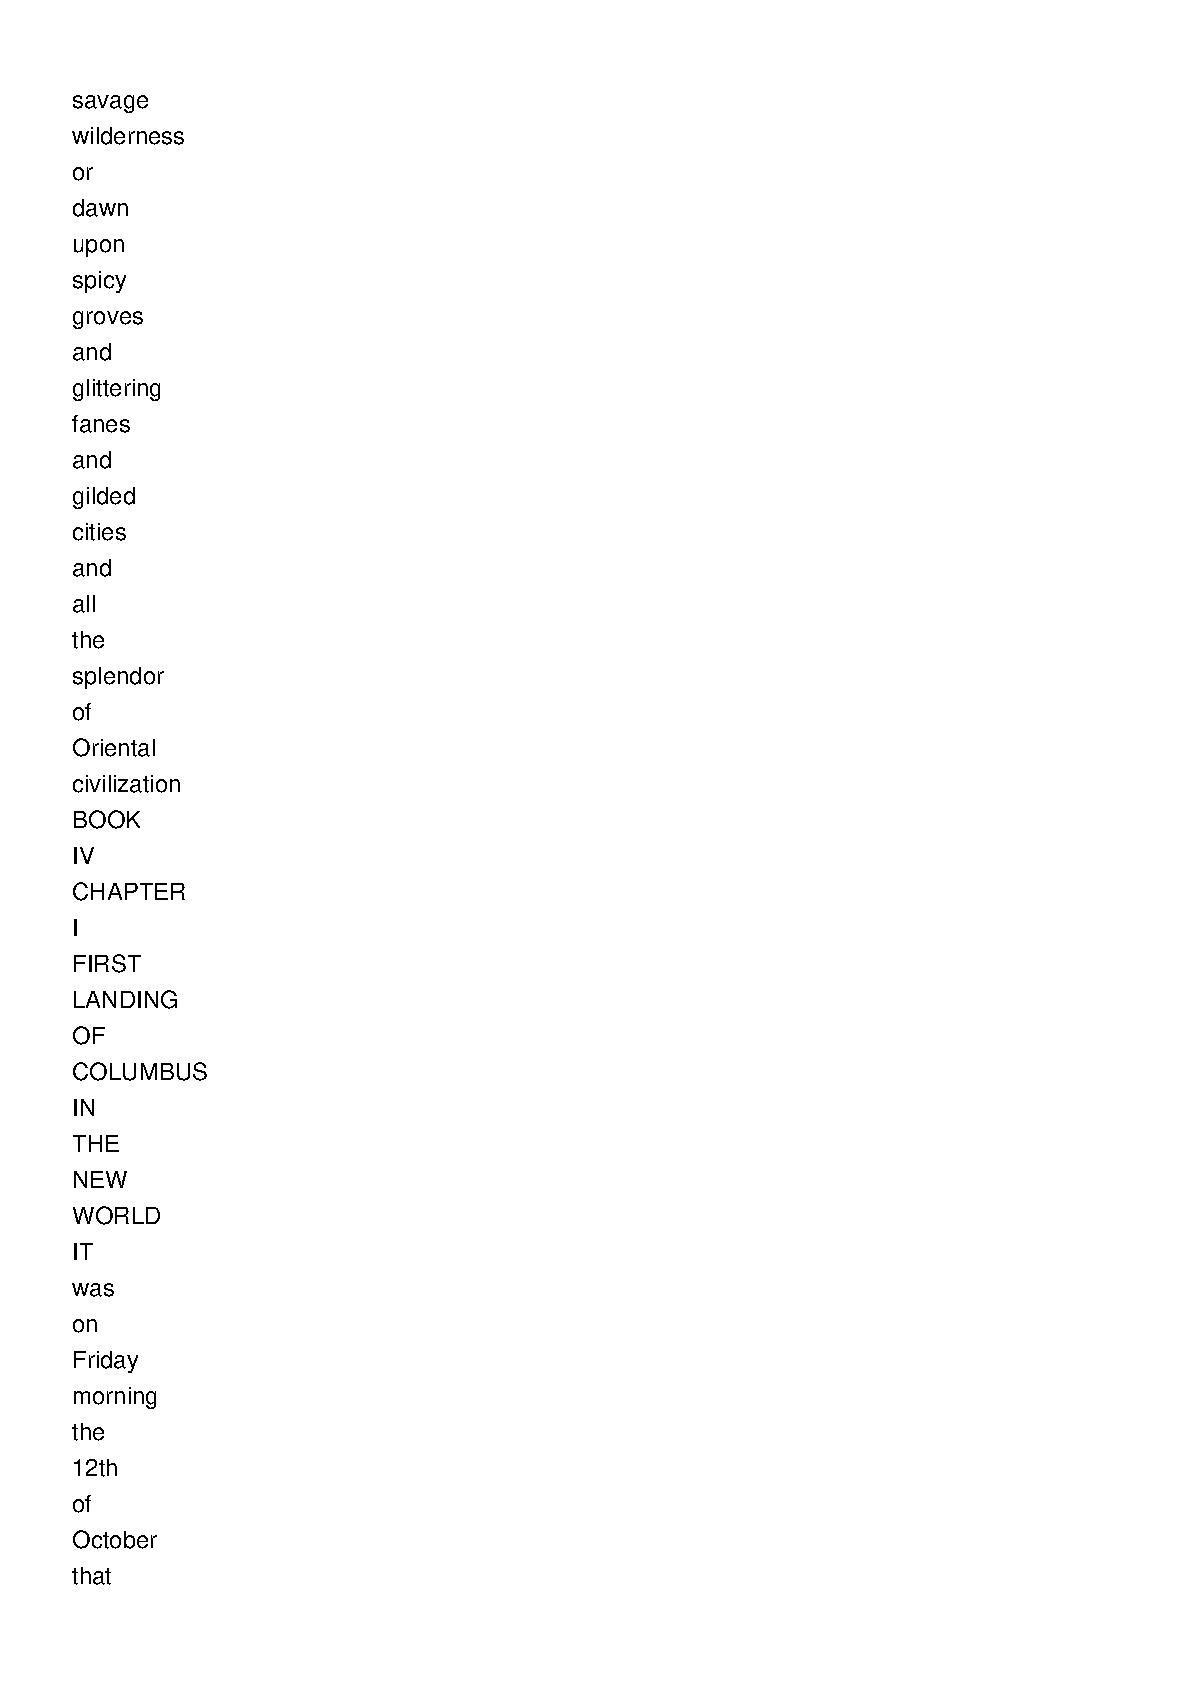 savage
wilderness
or
dawn
upon
spicy
groves
and
glittering
fanes
and
gilded
cities
and
all
the
splendor
of
Oriental
civilization
BOOK
IV
CHAPTER
I
FIRST
LANDING
OF
COLUMBUS
IN
THE
NEW
WORLD
IT
was
on
Friday
morning
the
12th
of
October
that